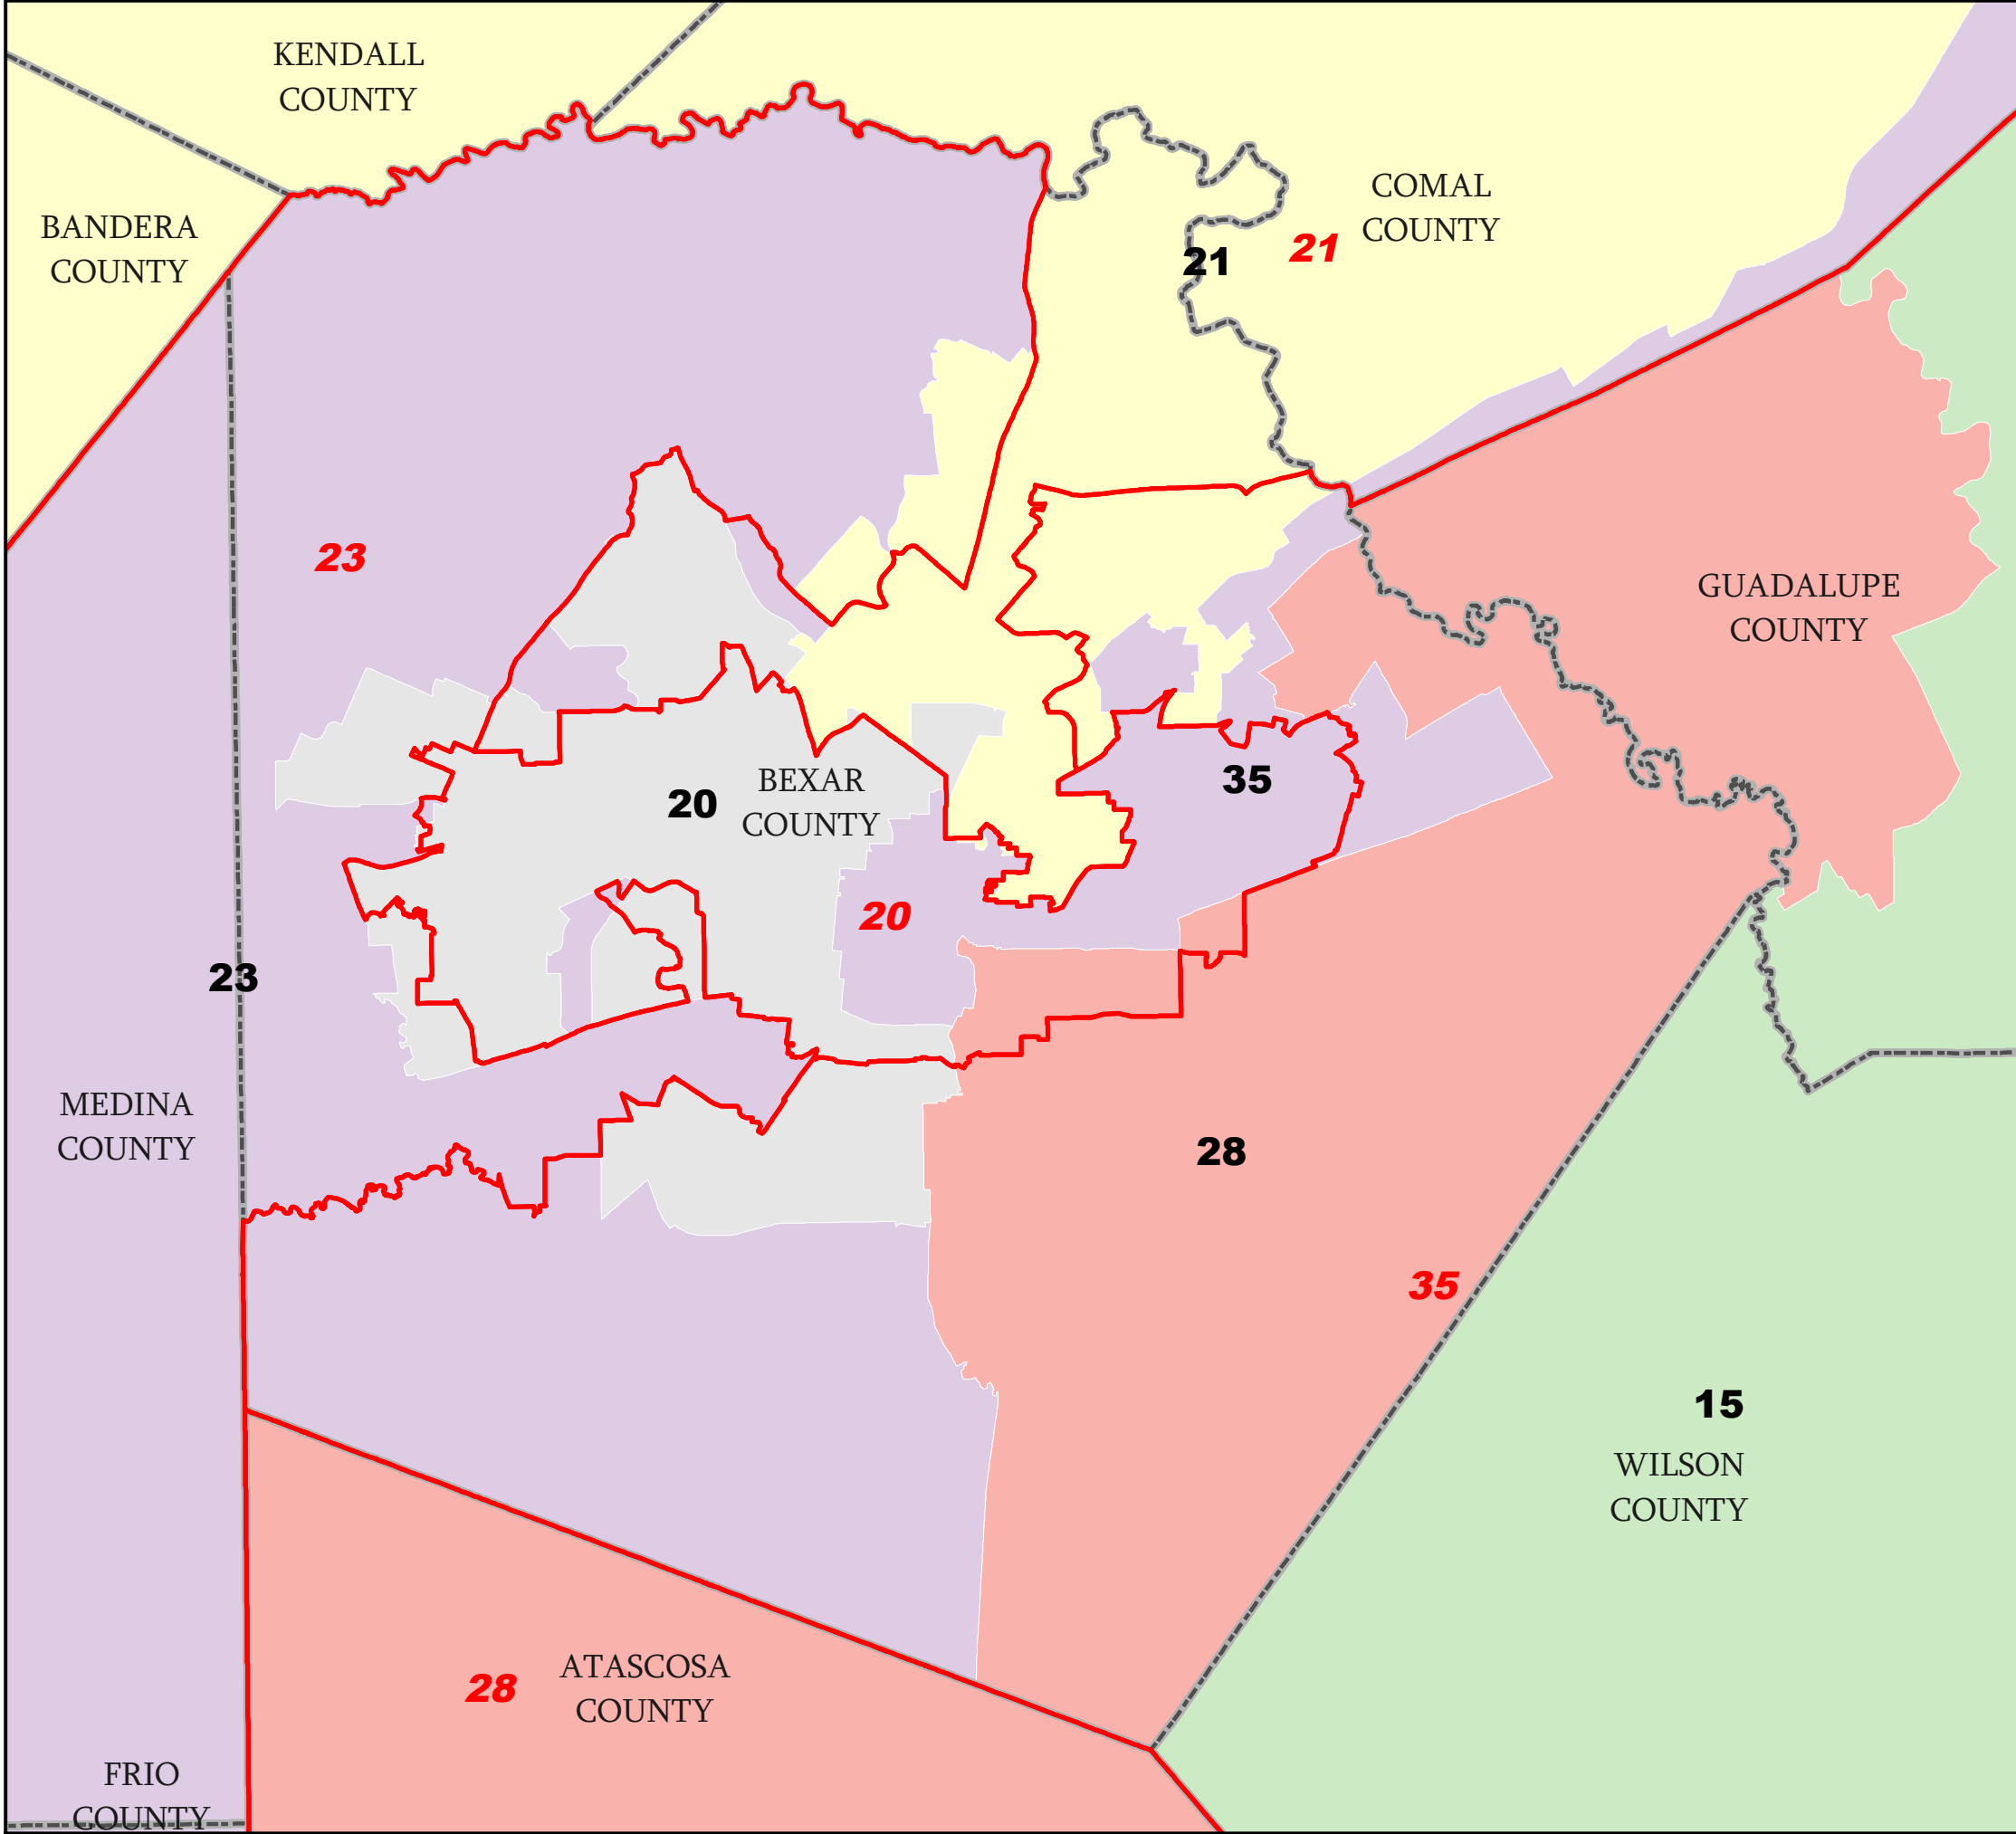 KENDALL
COUNTY
COMAL
COUNTY
BANDERA
COUNTY
21
21
23
GUADALUPE
COUNTY
BEXAR
COUNTY
20
35
20
23
MEDINA
COUNTY
28
35
15
WILSON
COUNTY
ATASCOSA
COUNTY
28
FRIO
COUNTY